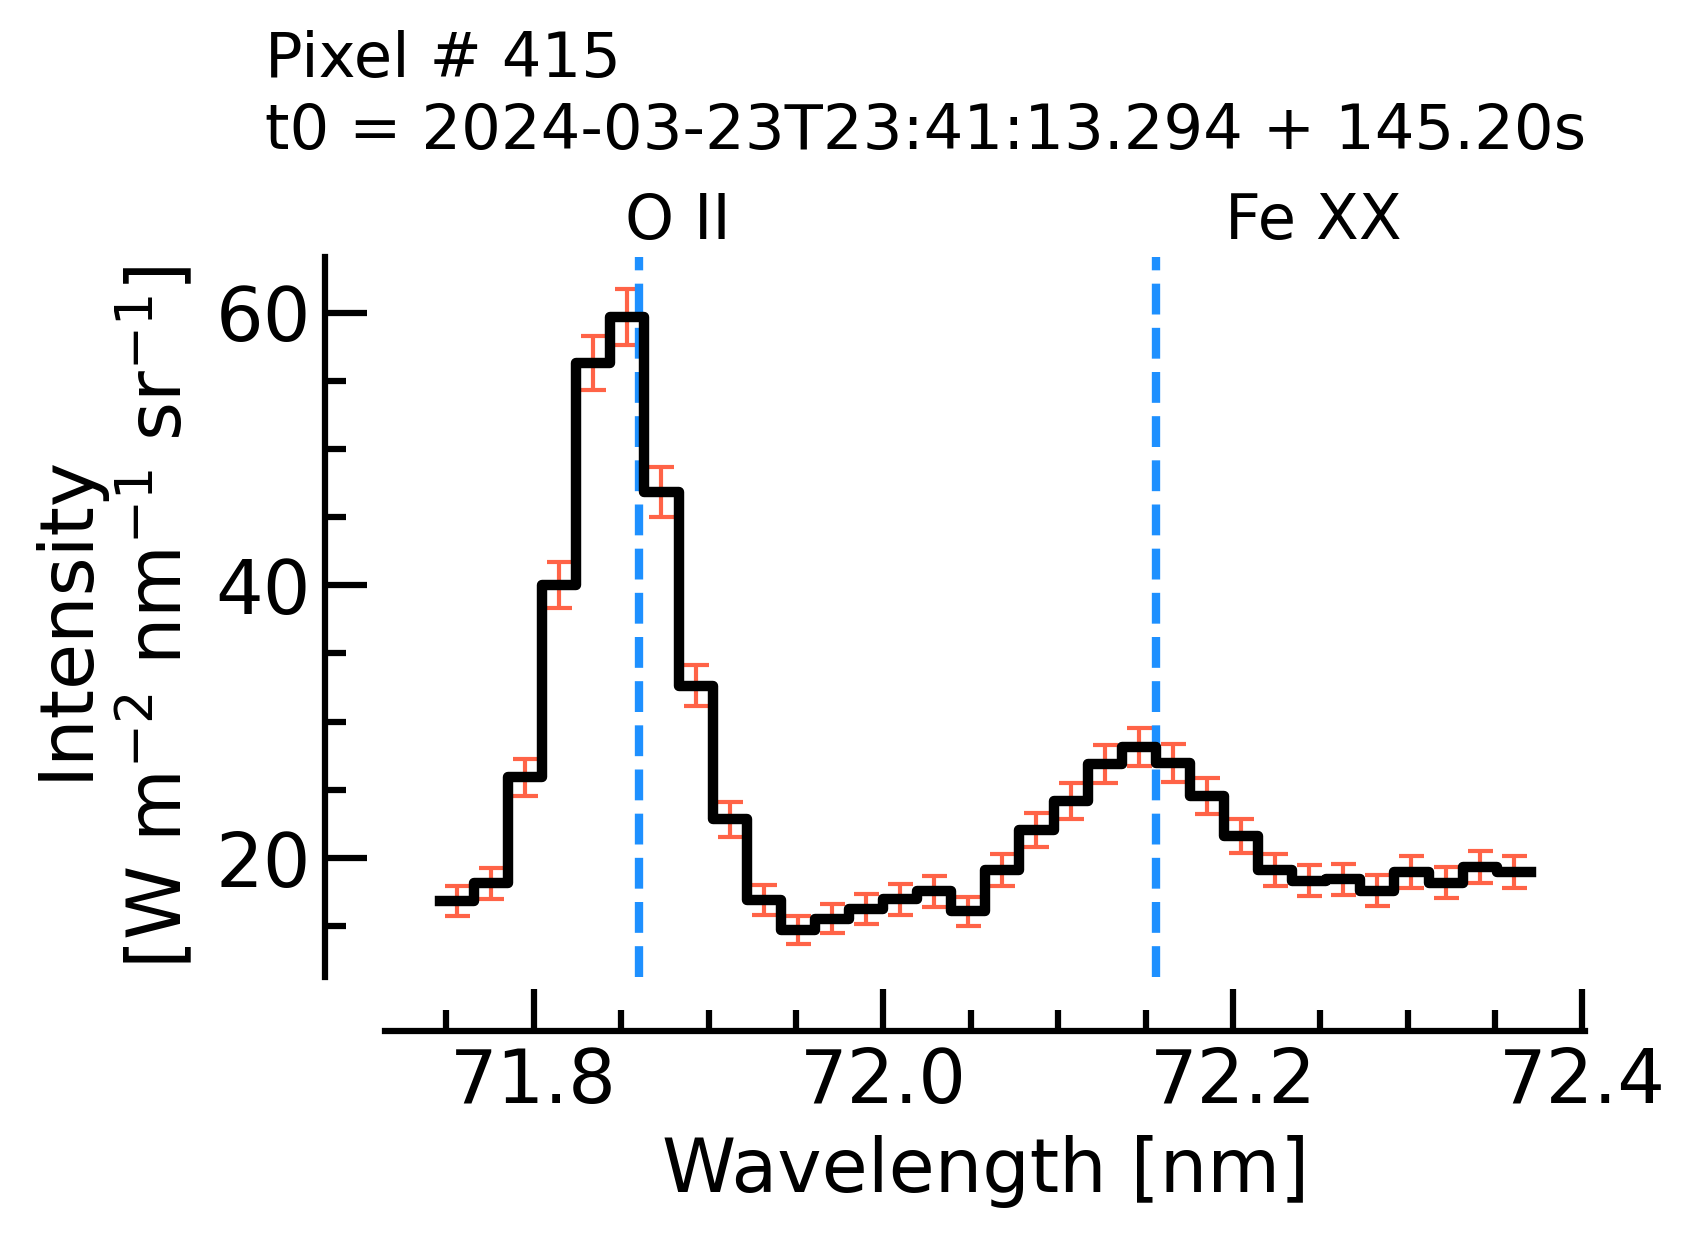 Pixel # 415
t0 = 2024-03-23T23:41:13.294 + 145.20s
O II Fe XX
Intensity
[W m⁻² nm⁻¹ sr⁻¹]
60
40
20
71.8 72.0 72.2 72.4
Wavelength [nm]